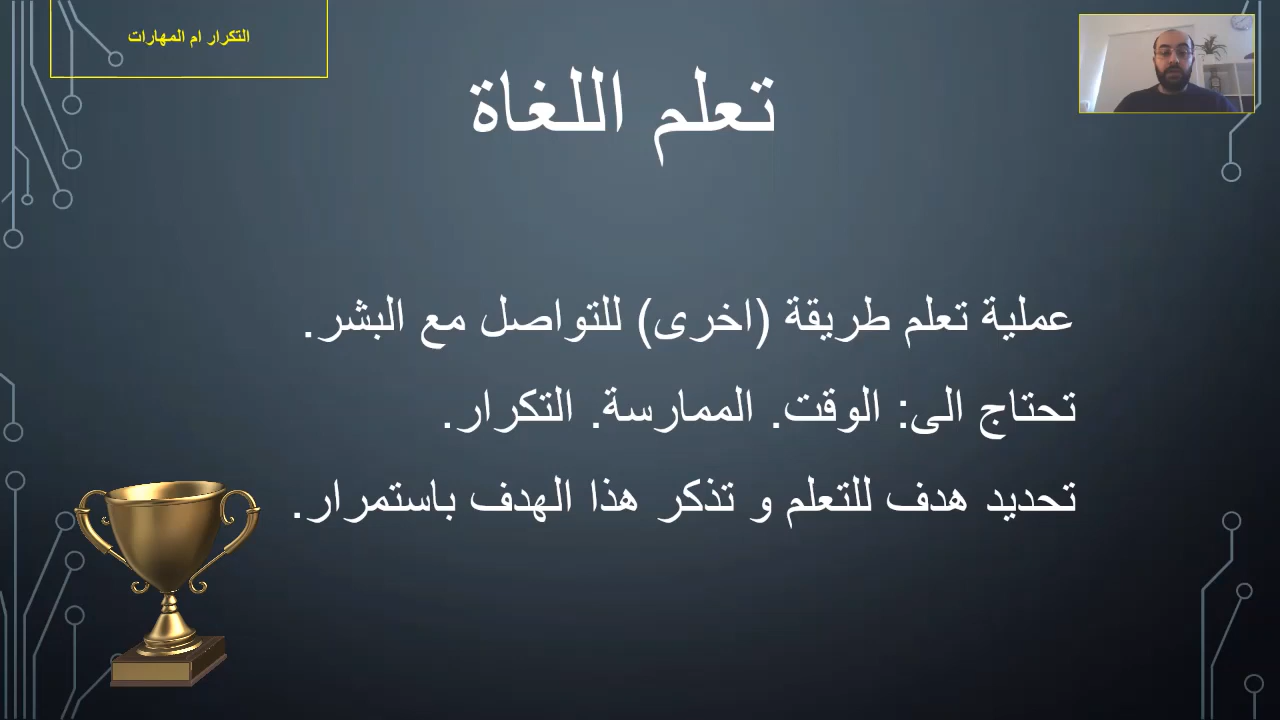 التكرار ام المهارات
تعلم اللغاة
عملية تعلم طريقة (اخرى) للتواصل مع البشر.
تحتاج الى: الوقت. الممارسة. التكرار.
تحديد هدف للتعلم و تذكر هذا الهدف باستمرار.